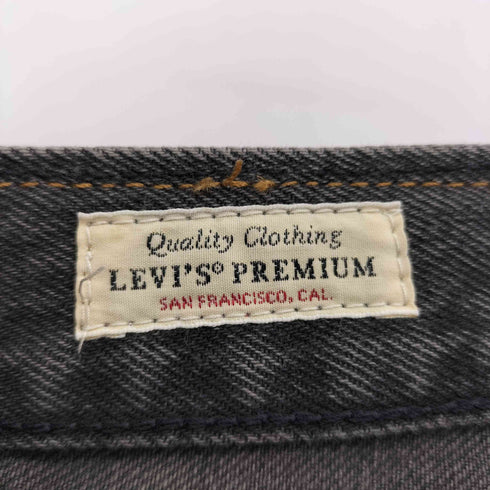 Quality Clothing
LEVI'S® PREMIUM
SAN FRANCISCO, CAL.